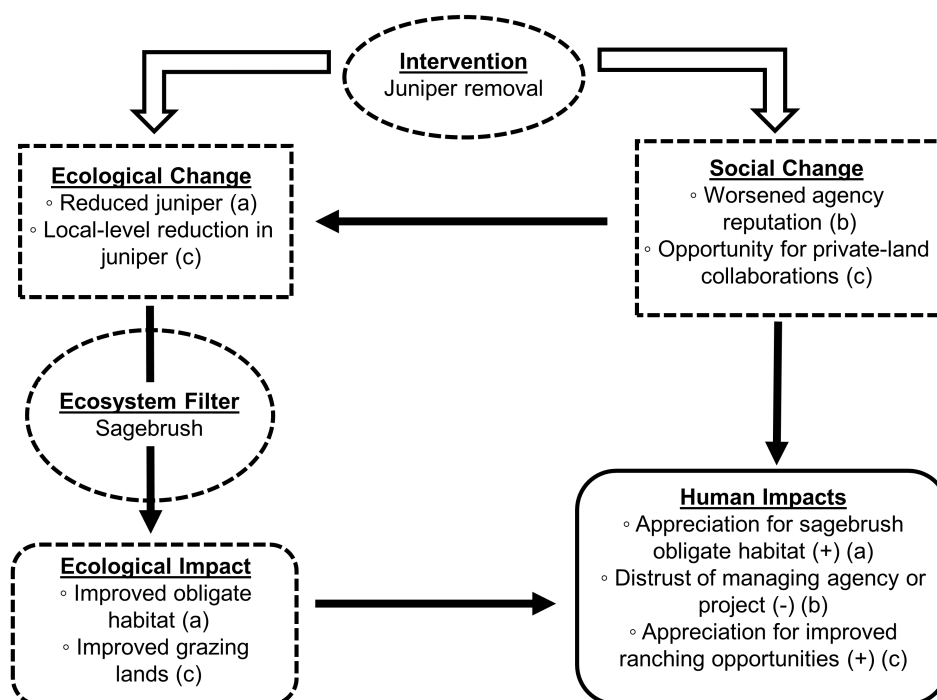 Intervention
Juniper removal
Ecological Change
◦ Reduced juniper (a)
◦ Local-level reduction in
juniper (c)
Social Change
◦ Worsened agency
reputation (b)
◦ Opportunity for private-land
collaborations (c)
Ecosystem Filter
Sagebrush
Ecological Impact
◦ Improved obligate
habitat (a)
◦ Improved grazing
lands (c)
Human Impacts
◦ Appreciation for sagebrush
obligate habitat (+) (a)
◦ Distrust of managing agency or
project (-) (b)
◦ Appreciation for improved
ranching opportunities (+) (c)